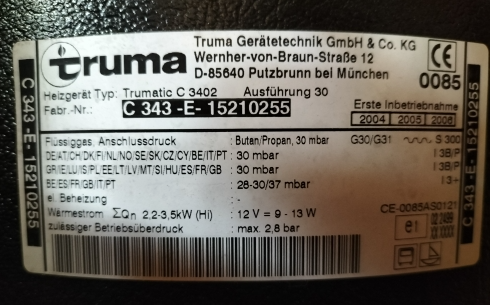 truma
Truma Gerätetechnik GmbH & Co. KG
Wernher-von-Braun-Straße 12
D-85640 Putzbrunn bei München
CE
0085
Heizgerät Typ: Trumatic C 3402 Ausführung 30
Fabr.-Nr.: C 343 -E- 15210255
Erste Inbetriebnahme
2004 2005 2006
Flüssiggas, Anschlussdruck : Butan/Propan, 30 mbar G30/G31 S 300
DE/AT/CH/DK/FI/NL/NO/SE/SK/CZ/CY/BE/IT/PT : 30 mbar I 3B/P
GR/IE/LU/IS/PL/EE/LT/LV/MT/SI/HU/ES/FR/GB : 30 mbar I 3B/P
BE/ES/FR/GB/IT/PT : 28-30/37 mbar I 3+
el. Beheizung : -
Wärmestrom ΣQn 2.2-3,5kW (Hi) : 12 V = 9 - 13 W
zulässiger Betriebsüberdruck : max. 2,8 bar
CE-0085AS0121
e1
C 343 -E- 15210255
C 343 -E- 15210255